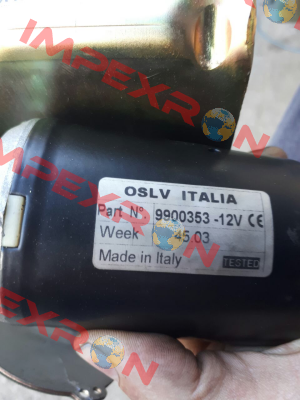 IMPEXRON
IMPEXRON
IMPEXRON
OSLV ITALIA
Part N° 9900353 -12V CE
Week 45.03
Made in Italy TESTED